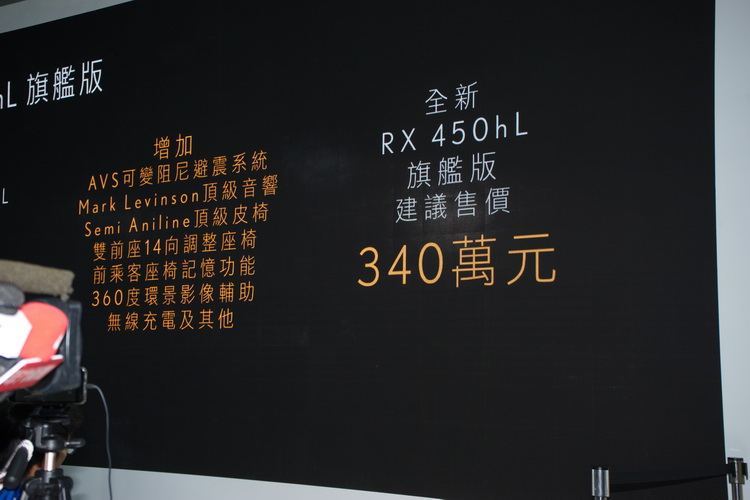 hL 旗艦版
L
增加
AVS可變阻尼避震系統
Mark Levinson頂級音響
Semi Aniline頂級皮椅
雙前座14向調整座椅
前乘客座椅記憶功能
360度環景影像輔助
無線充電及其他
全新
RX 450hL
旗艦版
建議售價
340萬元